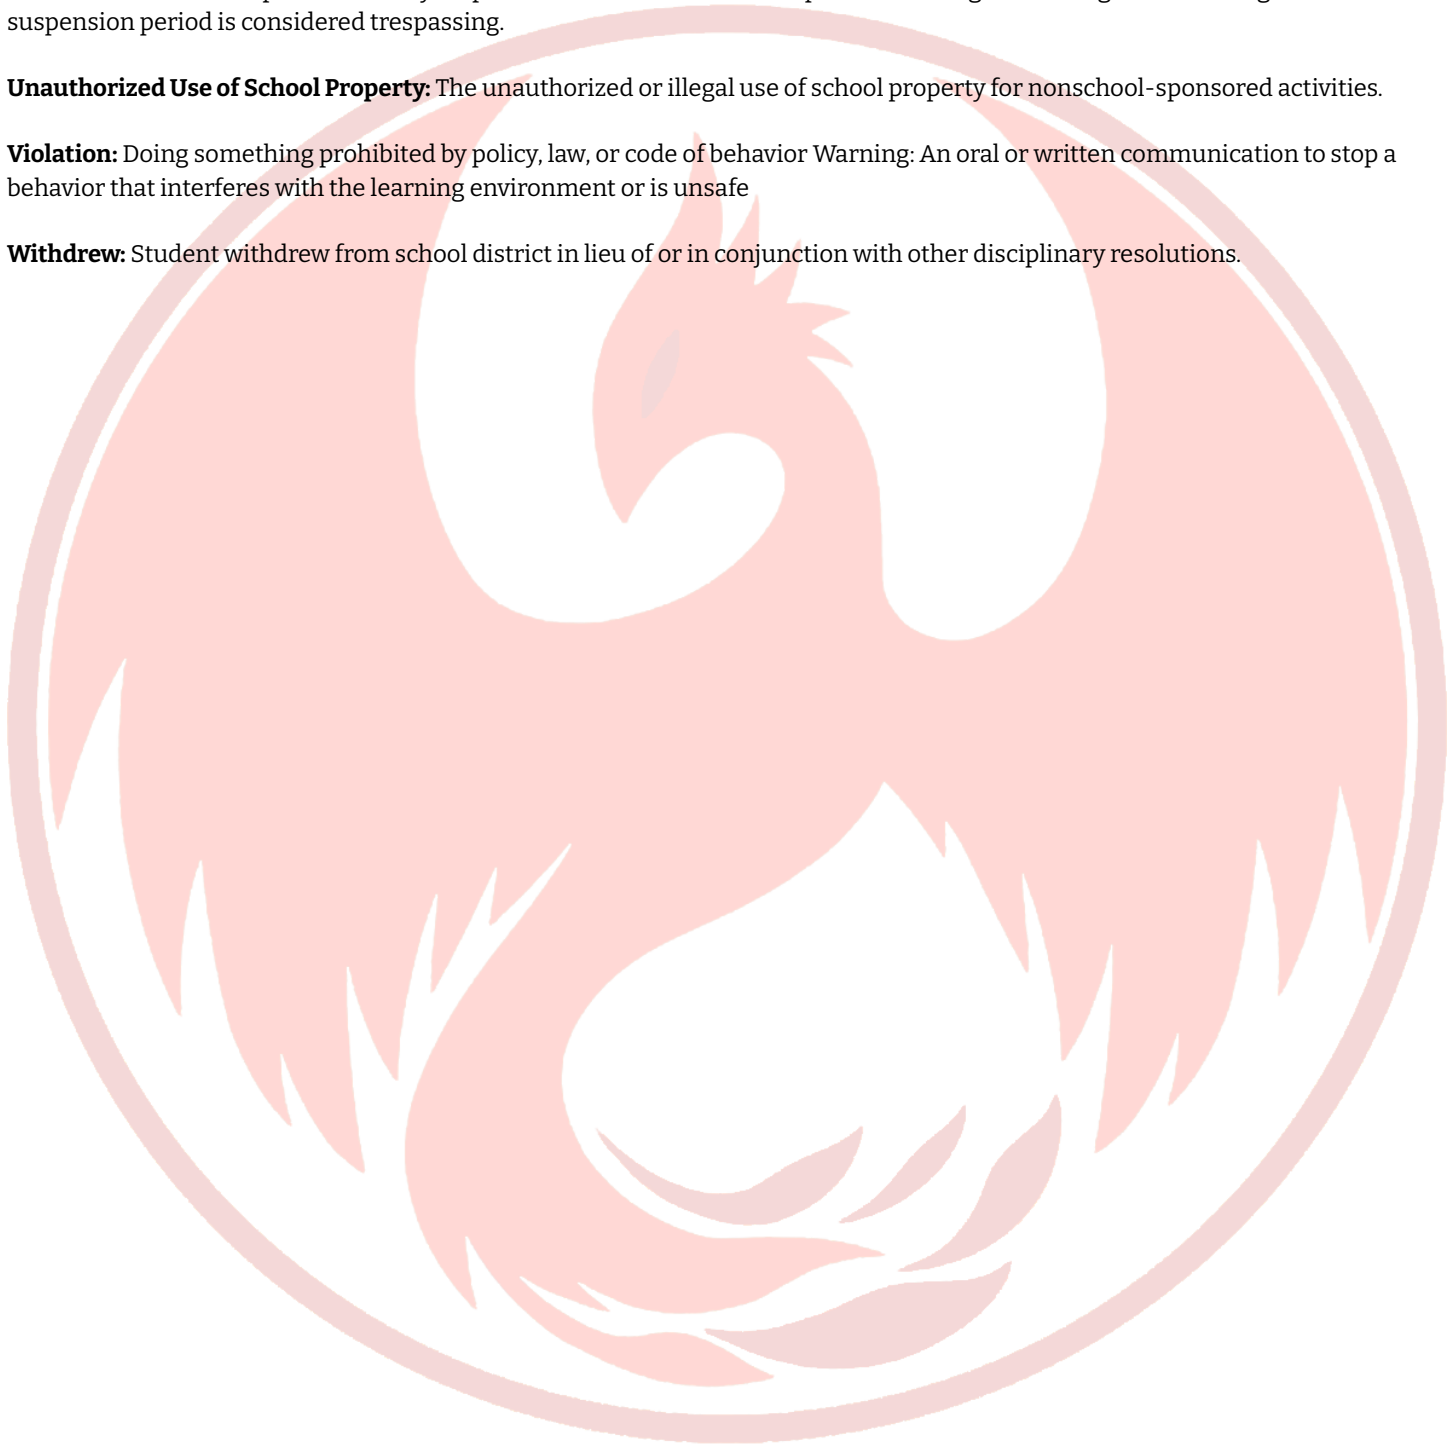 suspension period is considered trespassing.
Unauthorized Use of School Property: The unauthorized or illegal use of school property for nonschool-sponsored activities.
Violation: Doing something prohibited by policy, law, or code of behavior Warning: An oral or written communication to stop a
behavior that interferes with the learning environment or is unsafe
Withdrew: Student withdrew from school district in lieu of or in conjunction with other disciplinary resolutions.